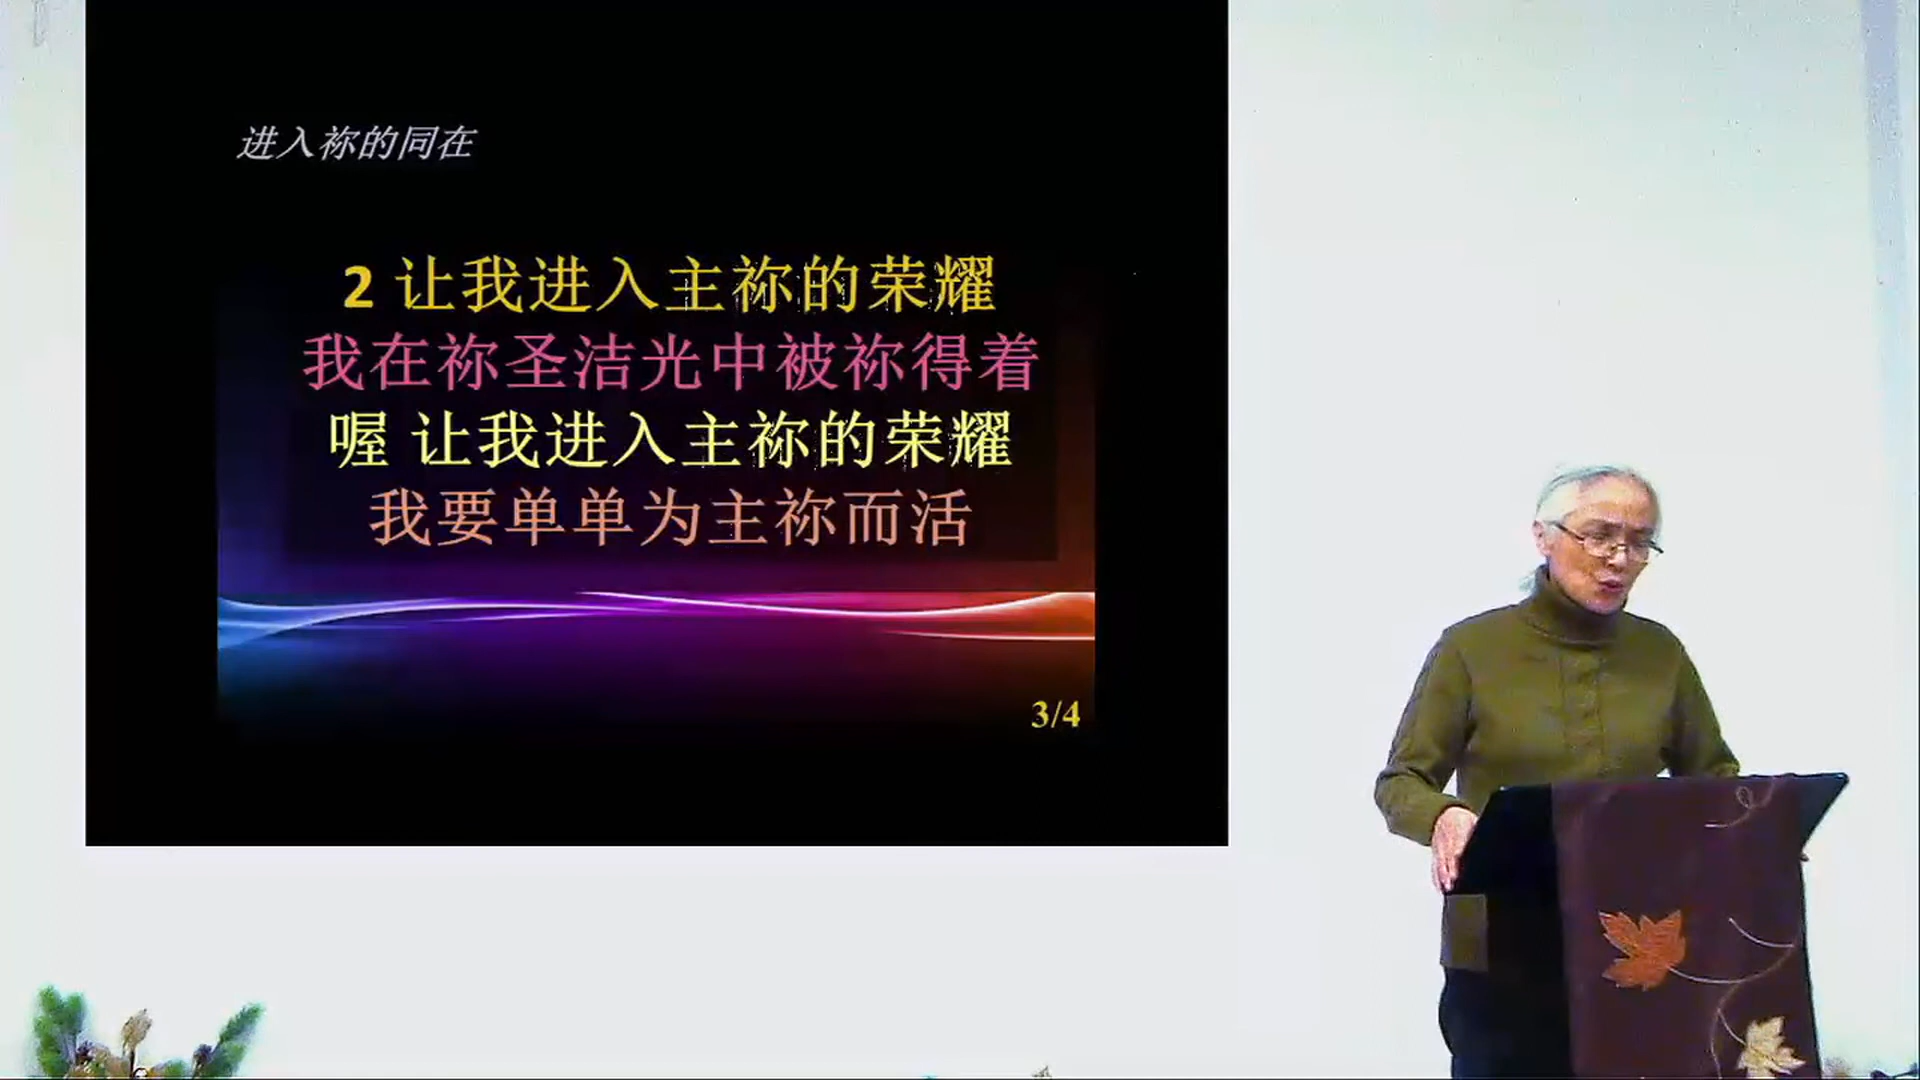 进入祢的同在
2 让我进入主祢的荣耀
我在祢圣洁光中被祢得着
喔 让我进入主祢的荣耀
我要单单为主祢而活
3/4